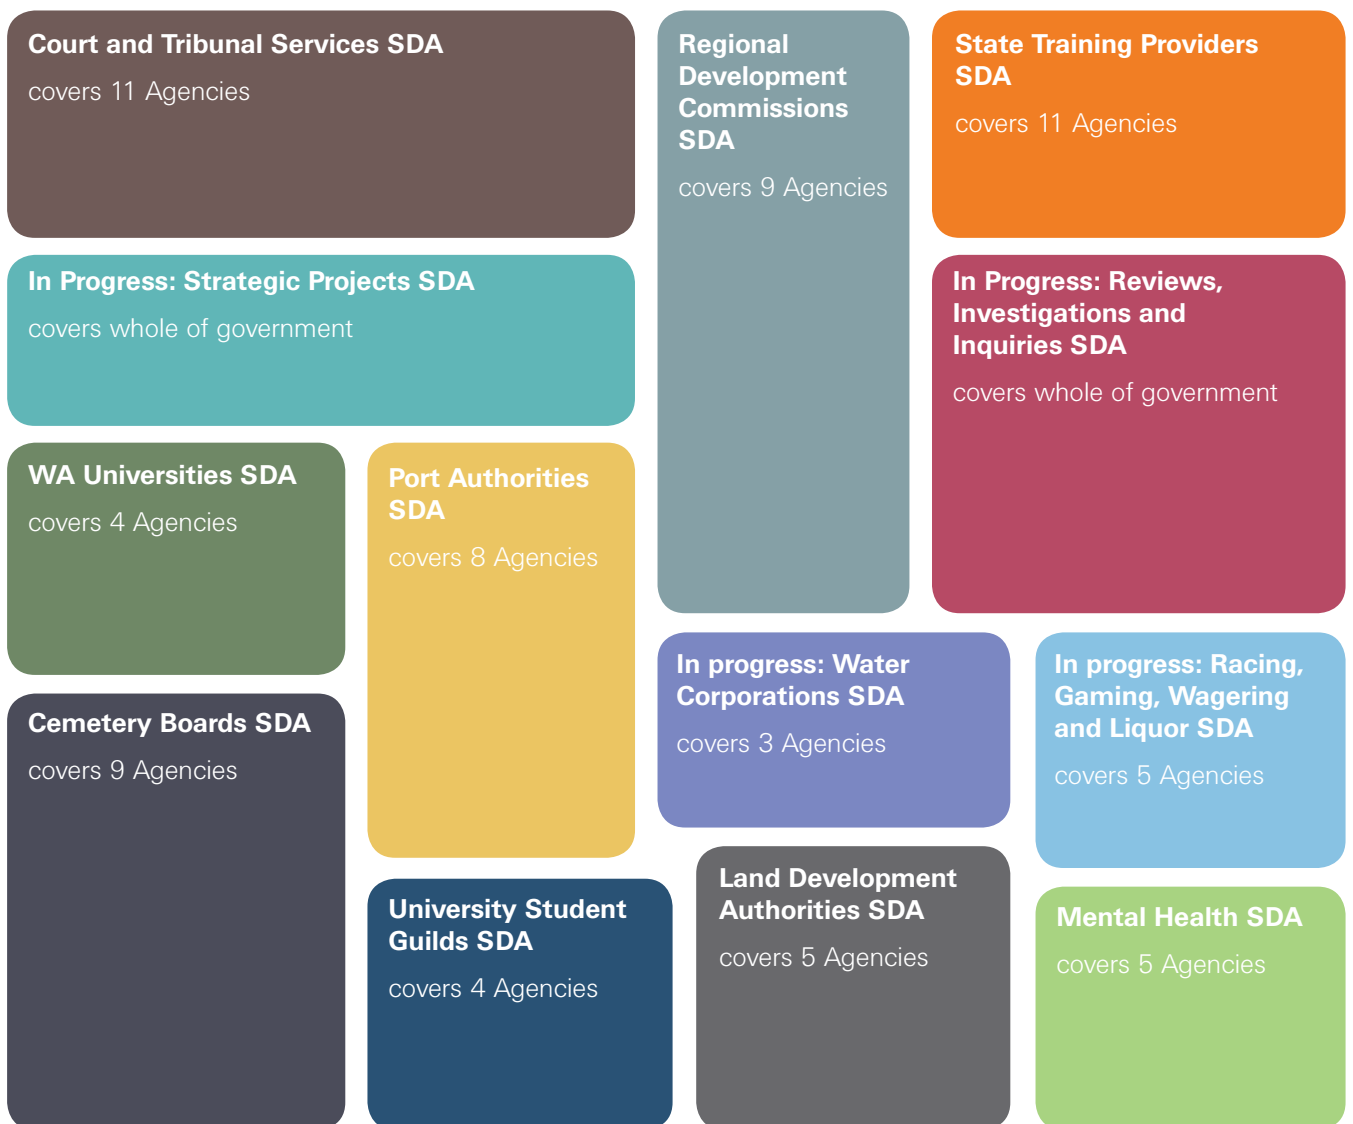 Court and Tribunal Services SDA
covers 11 Agencies
Regional
Development
Commissions
SDA
covers 9 Agencies
State Training Providers
SDA
covers 11 Agencies
In Progress: Strategic Projects SDA
covers whole of government
In Progress: Reviews,
Investigations and
Inquiries SDA
covers whole of government
WA Universities SDA
covers 4 Agencies
Port Authorities
SDA
covers 8 Agencies
In progress: Water
Corporations SDA
covers 3 Agencies
In progress: Racing,
Gaming, Wagering
and Liquor SDA
covers 5 Agencies
Cemetery Boards SDA
covers 9 Agencies
University Student
Guilds SDA
covers 4 Agencies
Land Development
Authorities SDA
covers 5 Agencies
Mental Health SDA
covers 5 Agencies